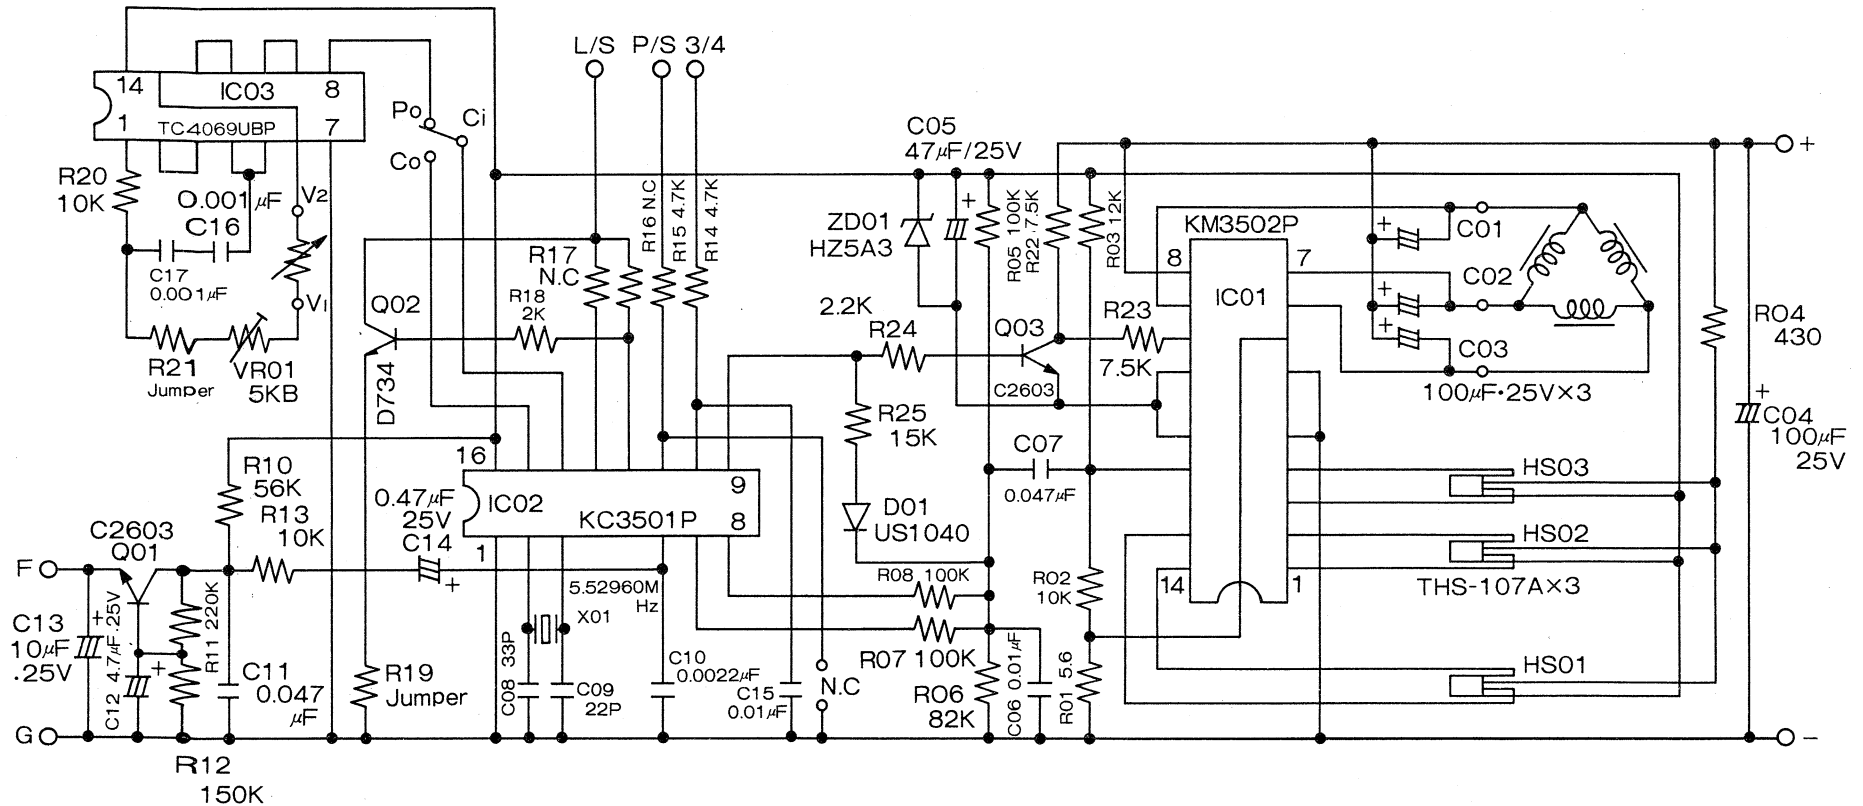 L/S P/S 3/4
14
8
IC03
1
TC4069UBP
7
Po
Ci
Co
C05
47μF/25V
+
R20
10K
0.001μF
C16
V2
C17
0.001μF
V1
R21
Jumper
VR01
5KB
Q02
D734
R18
2K
R17
N.C
R16 N.C
R15 4.7K
R14 4.7K
ZD01
HZ5A3
+
R05 100K
R22 7.5K
R03 12K
KM3502P
8
7
IC01
+
C01
C02
+
+
C03
100μF·25V×3
R04
430
2.2K
R24
Q03
C2603
R23
7.5K
R25
15K
+
C04
100μF
25V
16
R10
56K
R13
10K
0.47μF
25V
C14
+
IC02
9
KC3501P
8
1
C07
0.047μF
D01
US1040
HS03
HS02
THS-107A×3
HS01
14
1
C2603
Q01
F
C13
10μF
.25V
+
C12 4.7μF .25V
+
R11 220K
C11
0.047
μF
5.52960M
Hz
X01
R08 100K
R02
10K
R07 100K
R06
82K
C06 0.01μF
R01 5.6
R19
Jumper
C08 33P
C09
22P
C10
0.0022μF
C15
0.01μF
N.C
G
-
R12
150K